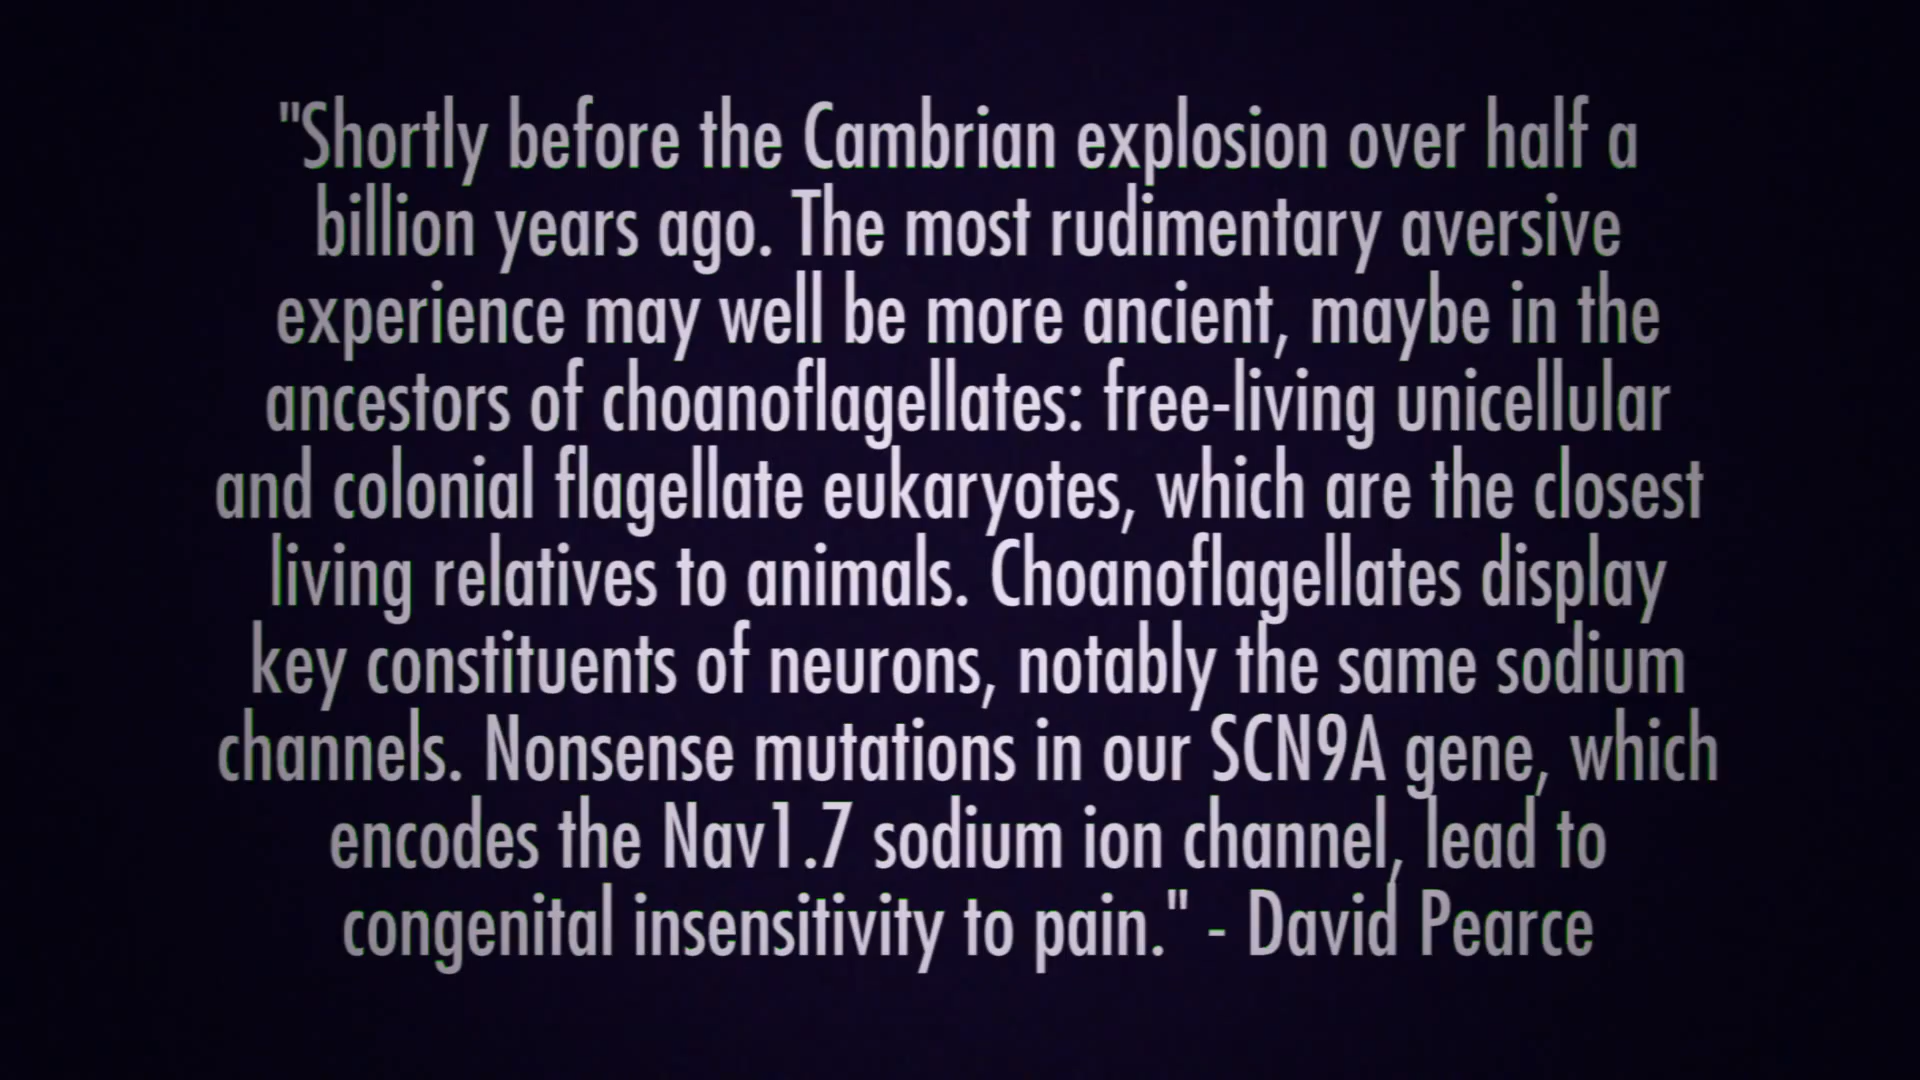 "Shortly before the Cambrian explosion over half a
billion years ago. The most rudimentary aversive
experience may well be more ancient, maybe in the
ancestors of choanoflagellates: free-living unicellular
and colonial flagellate eukaryotes, which are the closest
living relatives to animals. Choanoflagellates display
key constituents of neurons, notably the same sodium
channels. Nonsense mutations in our SCN9A gene, which
encodes the Nav1.7 sodium ion channel, lead to
congenital insensitivity to pain." - David Pearce